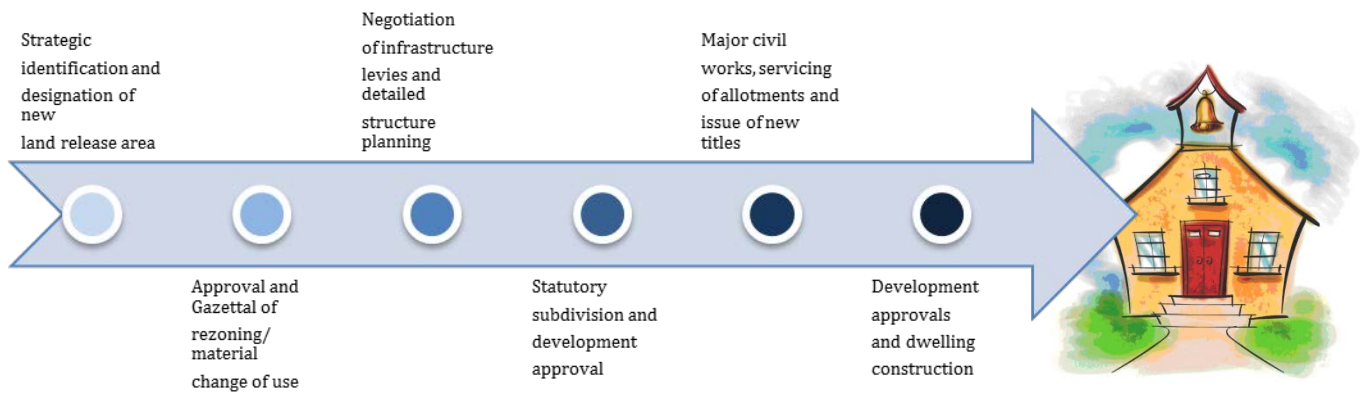 Strategic
identification and
designation of
new
land release area
Approval and
Gazettal of
rezoning/
material
change of use
Negotiation
of infrastructure
levies and
detailed
structure
planning
Statutory
subdivision and
development
approval
Major civil
works, servicing
of allotments and
issue of new
titles
Development
approvals
and dwelling
construction